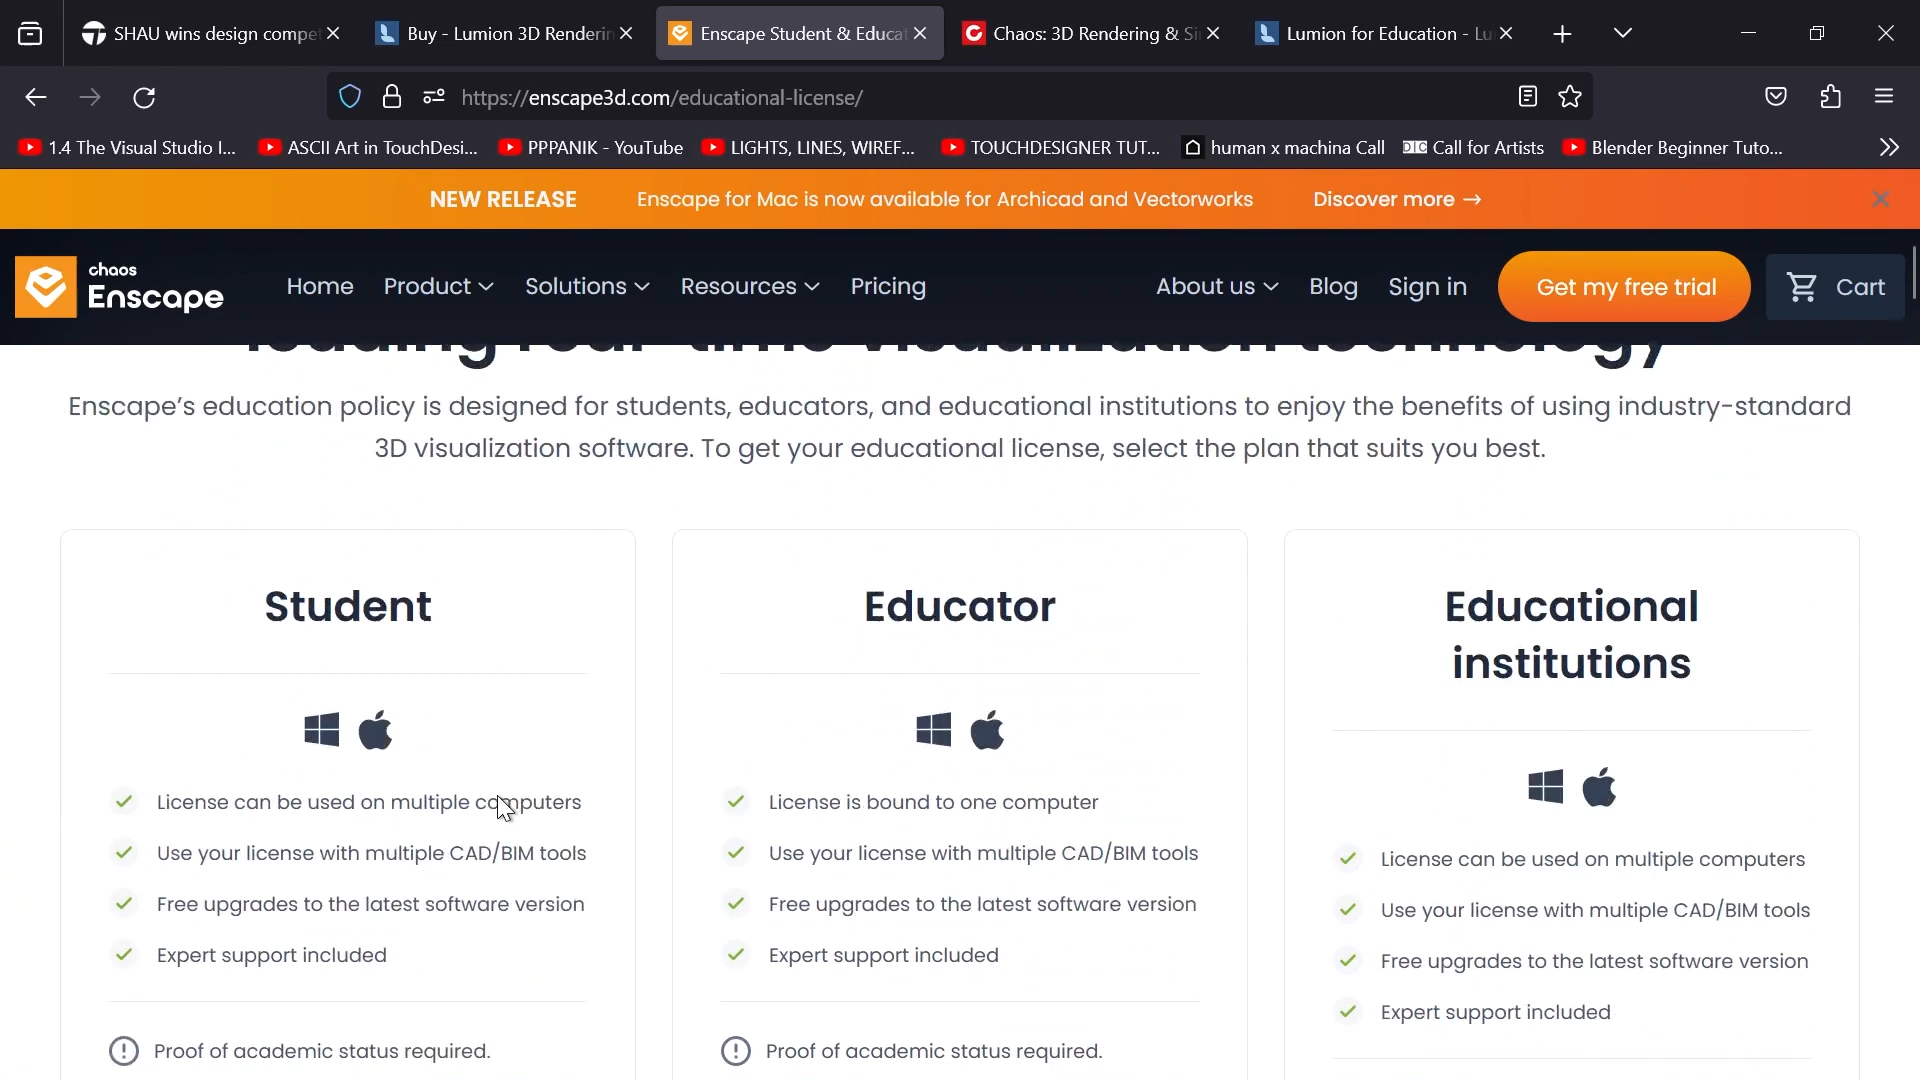 SHAU wins design compe
Buy - Lumion 3D Renderin
Enscape Student & Educat
Chaos: 3D Rendering & Si
Lumion for Education - Lu
https://enscape3d.com/educational-license/
1.4 The Visual Studio I...
ASCII Art in TouchDesi...
PPPANIK - YouTube
LIGHTS, LINES, WIREF...
TOUCHDESIGNER TUT...
human x machina Call
DIG Call for Artists
Blender Beginner Tuto...
NEW RELEASE Enscape for Mac is now available for Archicad and Vectorworks Discover more →
chaos
Enscape
Home Product Solutions Resources Pricing About us Blog Sign in Get my free trial Cart
leading real-time visualization technology
Enscape's education policy is designed for students, educators, and educational institutions to enjoy the benefits of using industry-standard
3D visualization software. To get your educational license, select the plan that suits you best.
Student
License can be used on multiple computers
Use your license with multiple CAD/BIM tools
Free upgrades to the latest software version
Expert support included
Proof of academic status required.
Educator
License is bound to one computer
Use your license with multiple CAD/BIM tools
Free upgrades to the latest software version
Expert support included
Proof of academic status required.
Educational
institutions
License can be used on multiple computers
Use your license with multiple CAD/BIM tools
Free upgrades to the latest software version
Expert support included